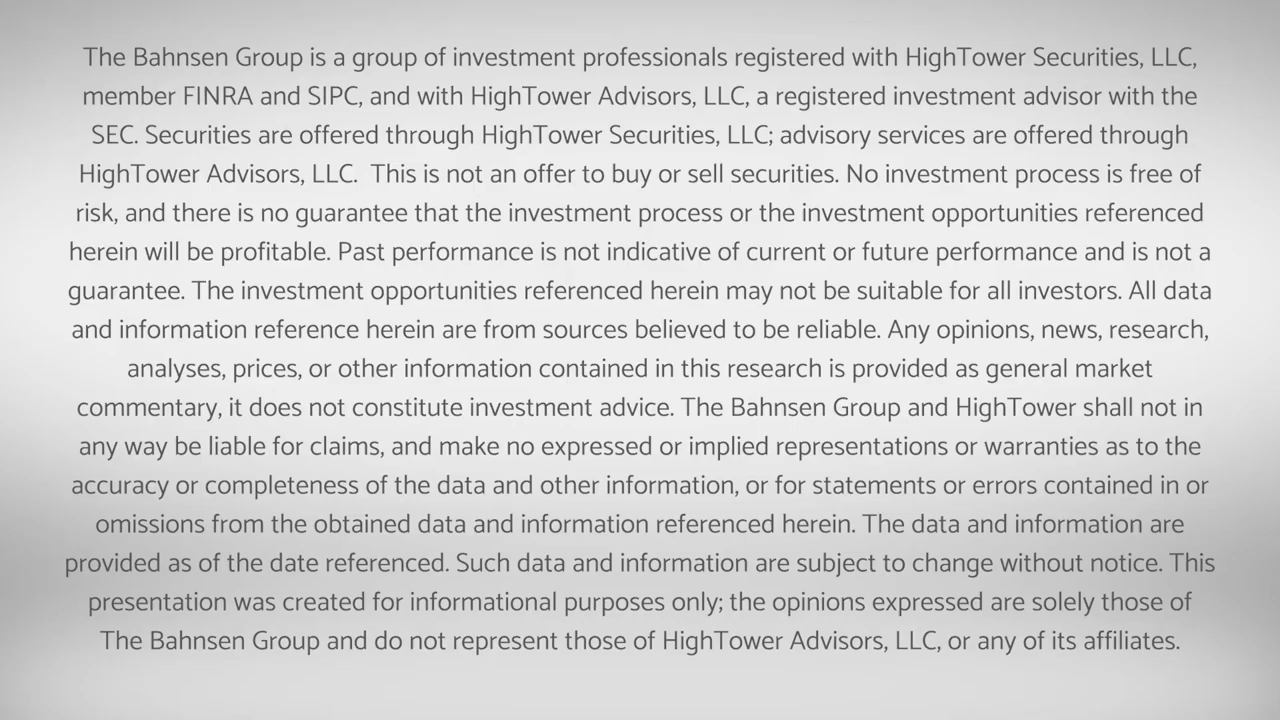 The Bahnsen Group is a group of investment professionals registered with HighTower Securities, LLC,
member FINRA and SIPC, and with HighTower Advisors, LLC, a registered investment advisor with the
SEC. Securities are offered through HighTower Securities, LLC; advisory services are offered through
HighTower Advisors, LLC.  This is not an offer to buy or sell securities. No investment process is free of
risk, and there is no guarantee that the investment process or the investment opportunities referenced
herein will be profitable. Past performance is not indicative of current or future performance and is not a
guarantee. The investment opportunities referenced herein may not be suitable for all investors. All data
and information reference herein are from sources believed to be reliable. Any opinions, news, research,
analyses, prices, or other information contained in this research is provided as general market
commentary, it does not constitute investment advice. The Bahnsen Group and HighTower shall not in
any way be liable for claims, and make no expressed or implied representations or warranties as to the
accuracy or completeness of the data and other information, or for statements or errors contained in or
omissions from the obtained data and information referenced herein. The data and information are
provided as of the date referenced. Such data and information are subject to change without notice. This
presentation was created for informational purposes only; the opinions expressed are solely those of
The Bahnsen Group and do not represent those of HighTower Advisors, LLC, or any of its affiliates.